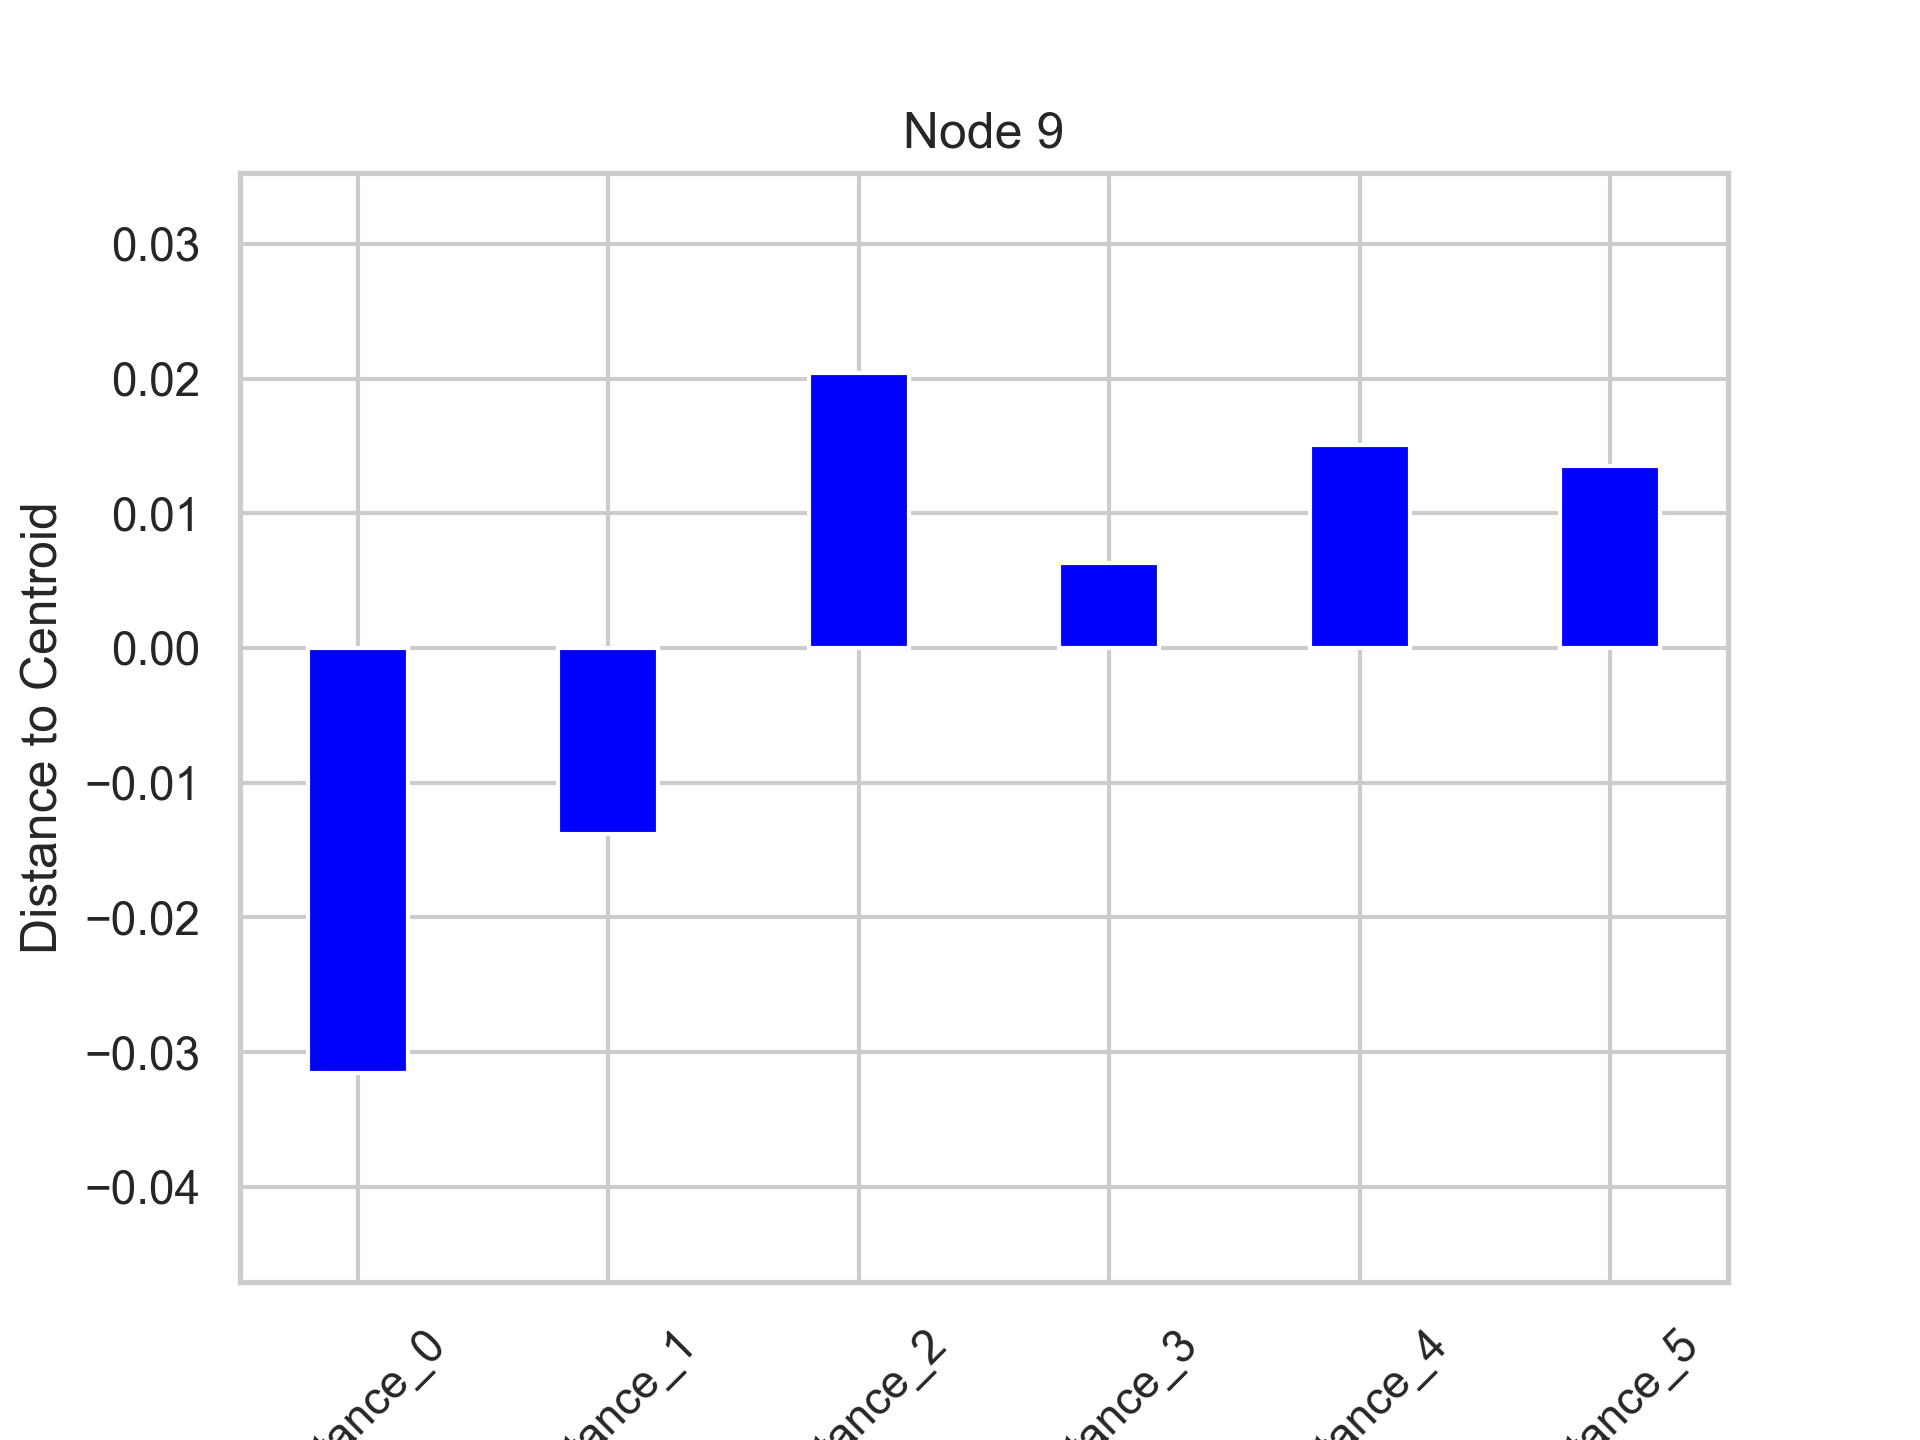 Node 9
Distance to Centroid
0.03
0.02
0.01
0.00
−0.01
−0.02
−0.03
−0.04
tance_0
tance_1
tance_2
tance_3
tance_4
tance_5